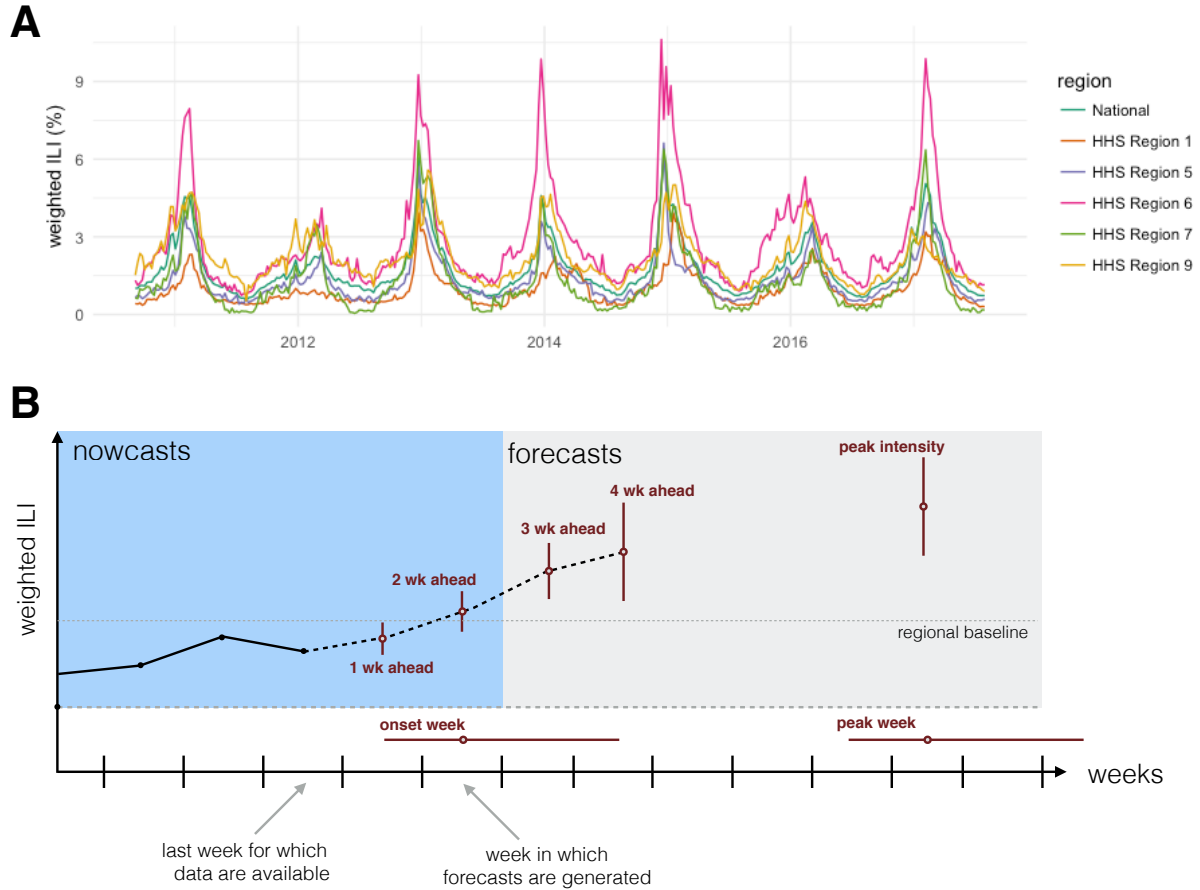 A
weighted ILI (%)
9
6
3
0
2012
2014
2016
region
National
HHS Region 1
HHS Region 5
HHS Region 6
HHS Region 7
HHS Region 9
B
nowcasts
forecasts
weighted ILI
peak intensity
4 wk ahead
3 wk ahead
2 wk ahead
1 wk ahead
regional baseline
onset week
peak week
weeks
last week for which
data are available
week in which
forecasts are generated